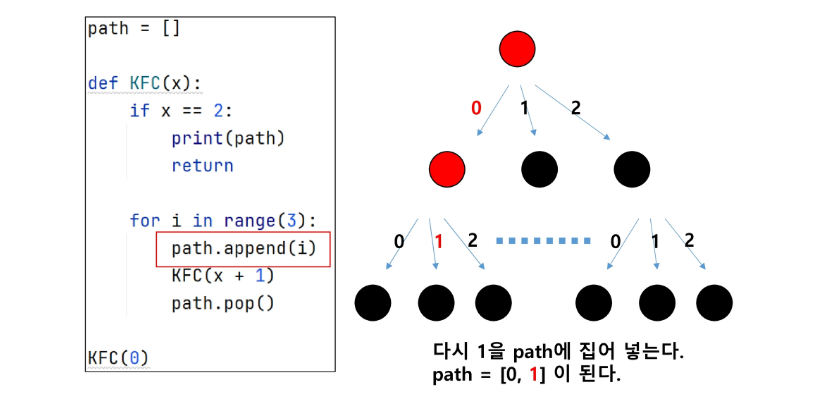 path = []
def KFC(x):
if x == 2:
print(path)
return
for i in range(3):
path.append(i)
KFC(x + 1)
path.pop()
KFC(0)
0 1 2
0 1 2 0 1 2
다시 1을 path에 집어 넣는다.
path = [0, 1] 이 된다.